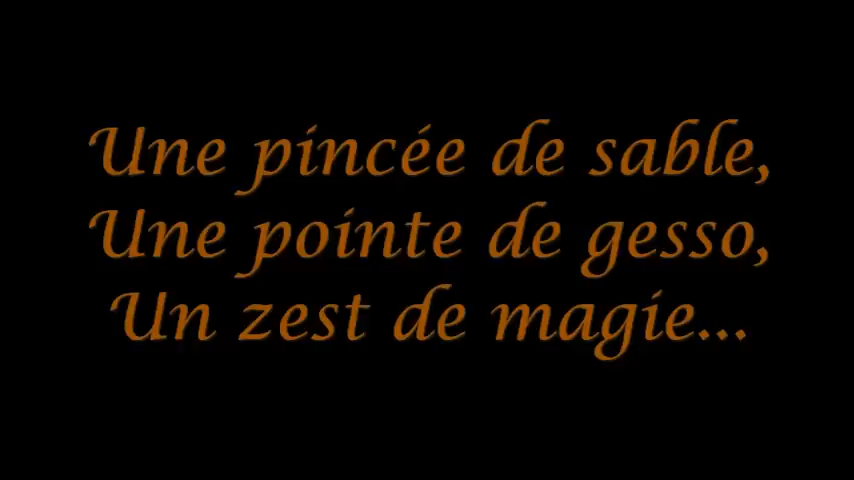 Une pincée de sable,
Une pointe de gesso,
Un zest de magie...